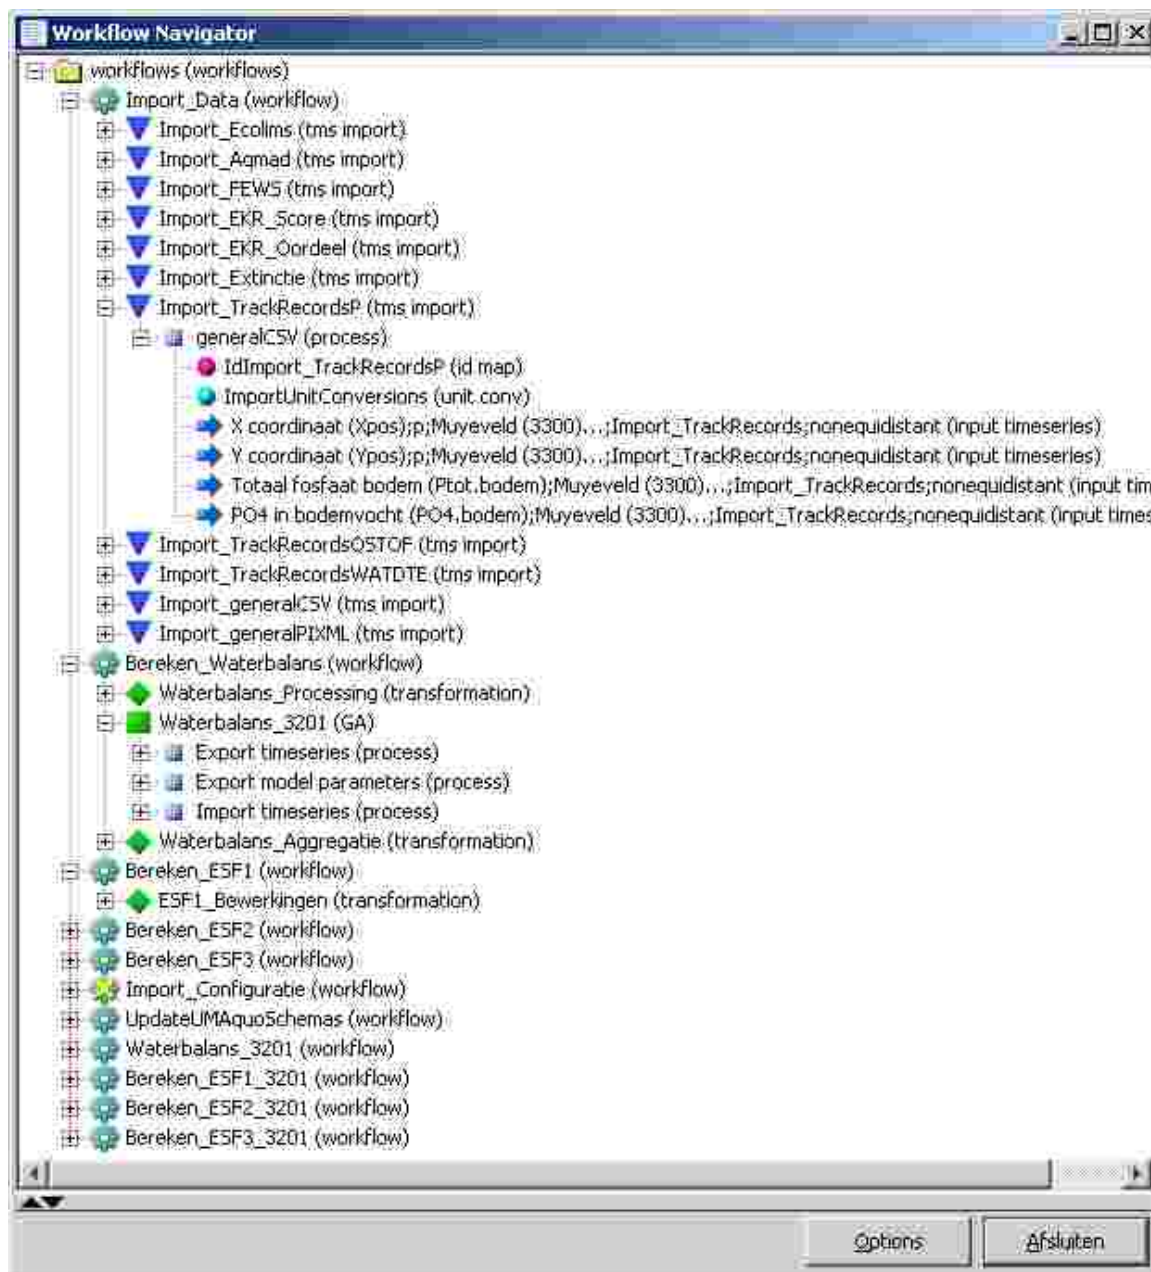 Workflow Navigator
workflows (workflows)
Import_Data (workflow)
Import_Ecolims (tms import)
Import_Aqmad (tms import)
Import_FEWS (tms import)
Import_EKR_Score (tms import)
Import_EKR_Oordeel (tms import)
Import_Extinctie (tms import)
Import_TrackRecordsP (tms import)
generalCSV (process)
IdImport_TrackRecordsP (id map)
ImportUnitConversions (unit conv)
X coordinaat (Xpos);p;Muyeveld (3300)...;Import_TrackRecords;nonequidistant (input timeseries)
Y coordinaat (Ypos);p;Muyeveld (3300)...;Import_TrackRecords;nonequidistant (input timeseries)
Totaal fosfaat bodem (Ptot.bodem);Muyeveld (3300)...;Import_TrackRecords;nonequidistant (input tim
PO4 in bodemvocht (PO4.bodem);Muyeveld (3300)...;Import_TrackRecords;nonequidistant (input times
Import_TrackRecordsOSTOF (tms import)
Import_TrackRecordsWATDTE (tms import)
Import_generalCSV (tms import)
Import_generalPIXML (tms import)
Bereken_Waterbalans (workflow)
Waterbalans_Processing (transformation)
Waterbalans_3201 (GA)
Export timeseries (process)
Export model parameters (process)
Import timeseries (process)
Waterbalans_Aggregatie (transformation)
Bereken_ESF1 (workflow)
ESF1_Bewerkingen (transformation)
Bereken_ESF2 (workflow)
Bereken_ESF3 (workflow)
Import_Configuratie (workflow)
UpdateUMAquoSchemas (workflow)
Waterbalans_3201 (workflow)
Bereken_ESF1_3201 (workflow)
Bereken_ESF2_3201 (workflow)
Bereken_ESF3_3201 (workflow)
Options
Afsluiten